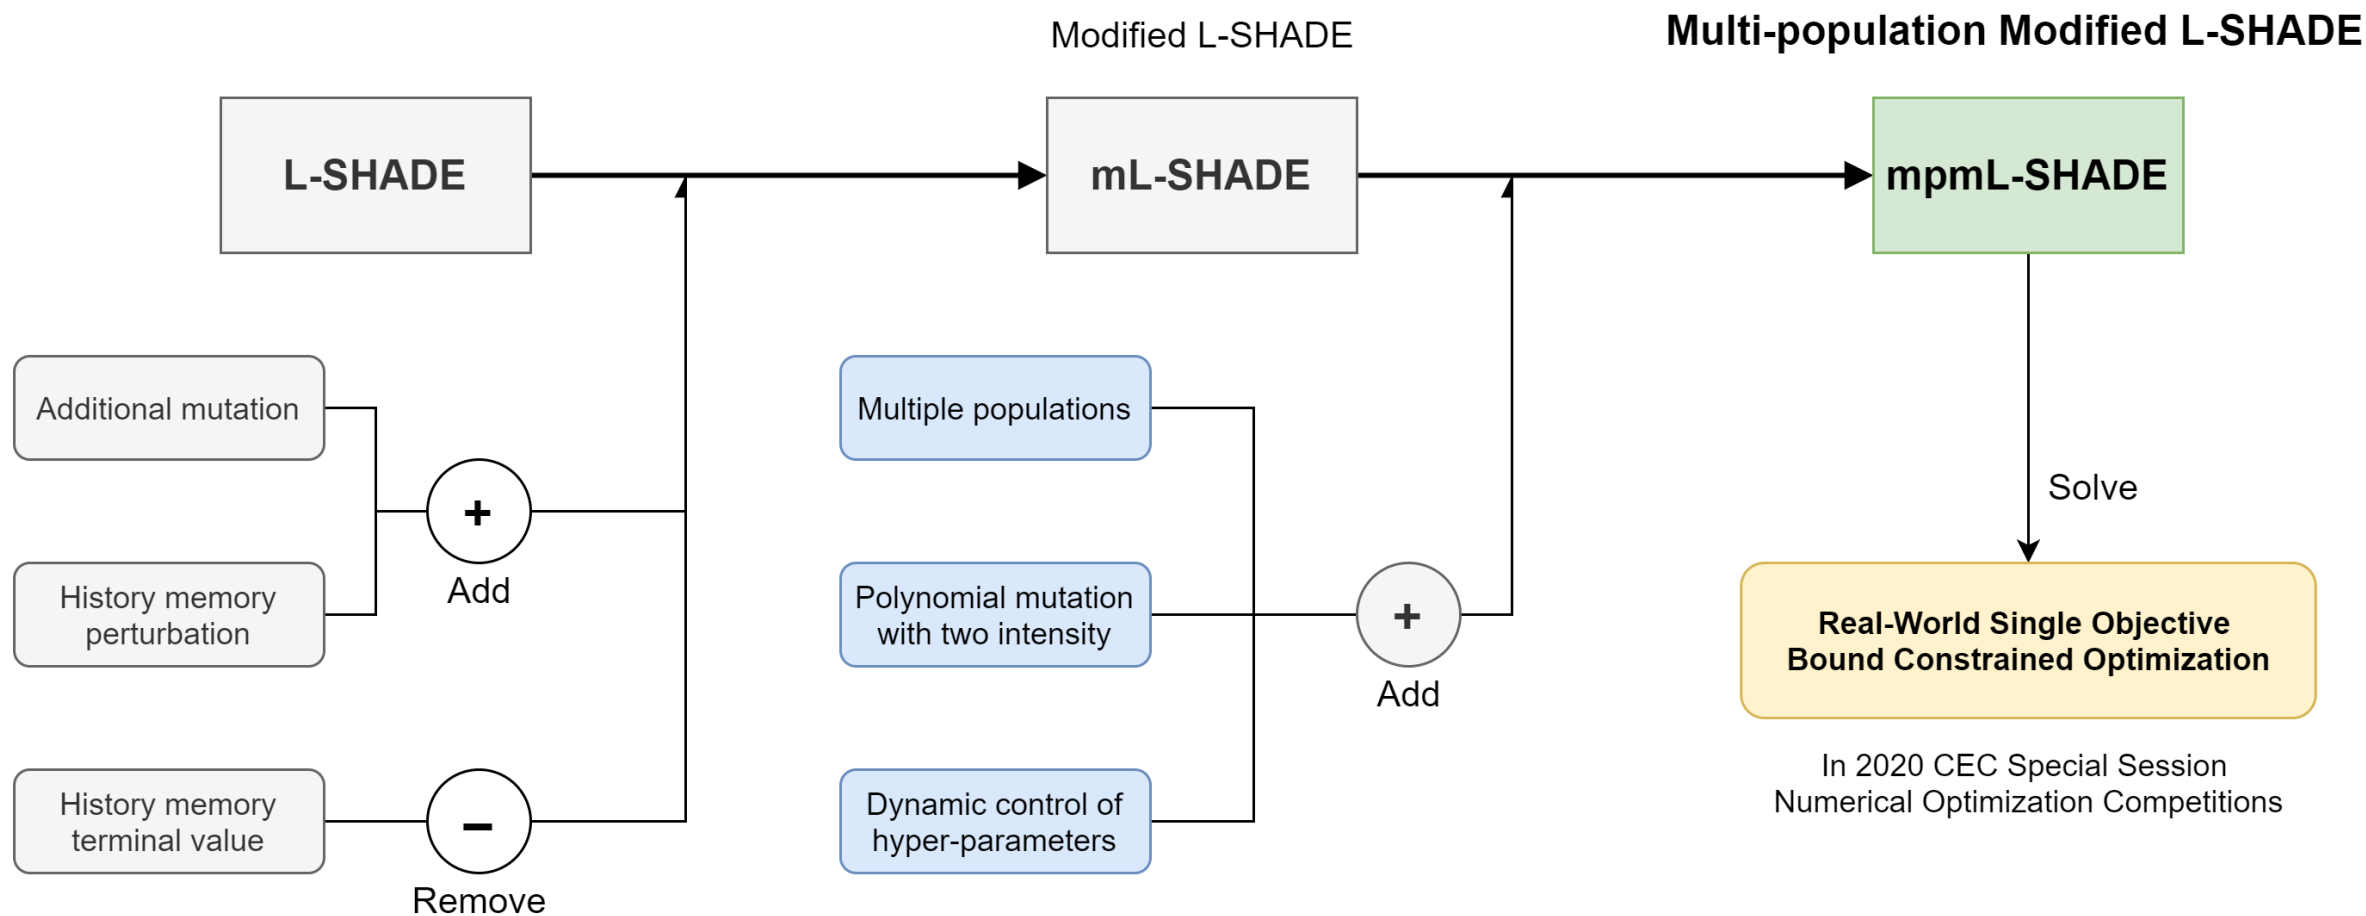 Modified L-SHADE
Multi-population Modified L-SHADE
L-SHADE
mL-SHADE
mpmL-SHADE
Additional mutation
+
Add
History memory
perturbation
History memory
terminal value
−
Remove
Multiple populations
Polynomial mutation
with two intensity
Dynamic control of
hyper-parameters
+
Add
Solve
Real-World Single Objective
Bound Constrained Optimization
In 2020 CEC Special Session
Numerical Optimization Competitions